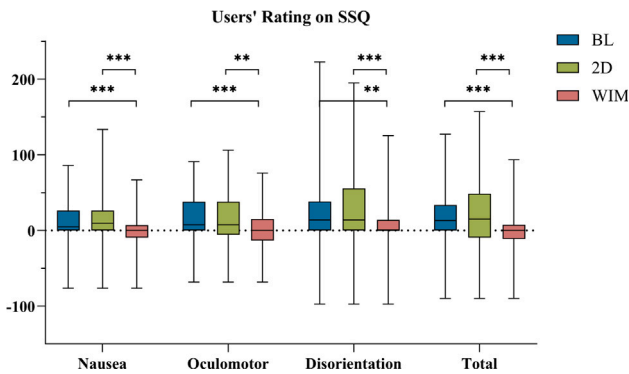 Users' Rating on SSQ
BL
2D
WIM
200
100
0
-100
***
***
**
***
***
**
***
***
Nausea Oculomotor Disorientation Total